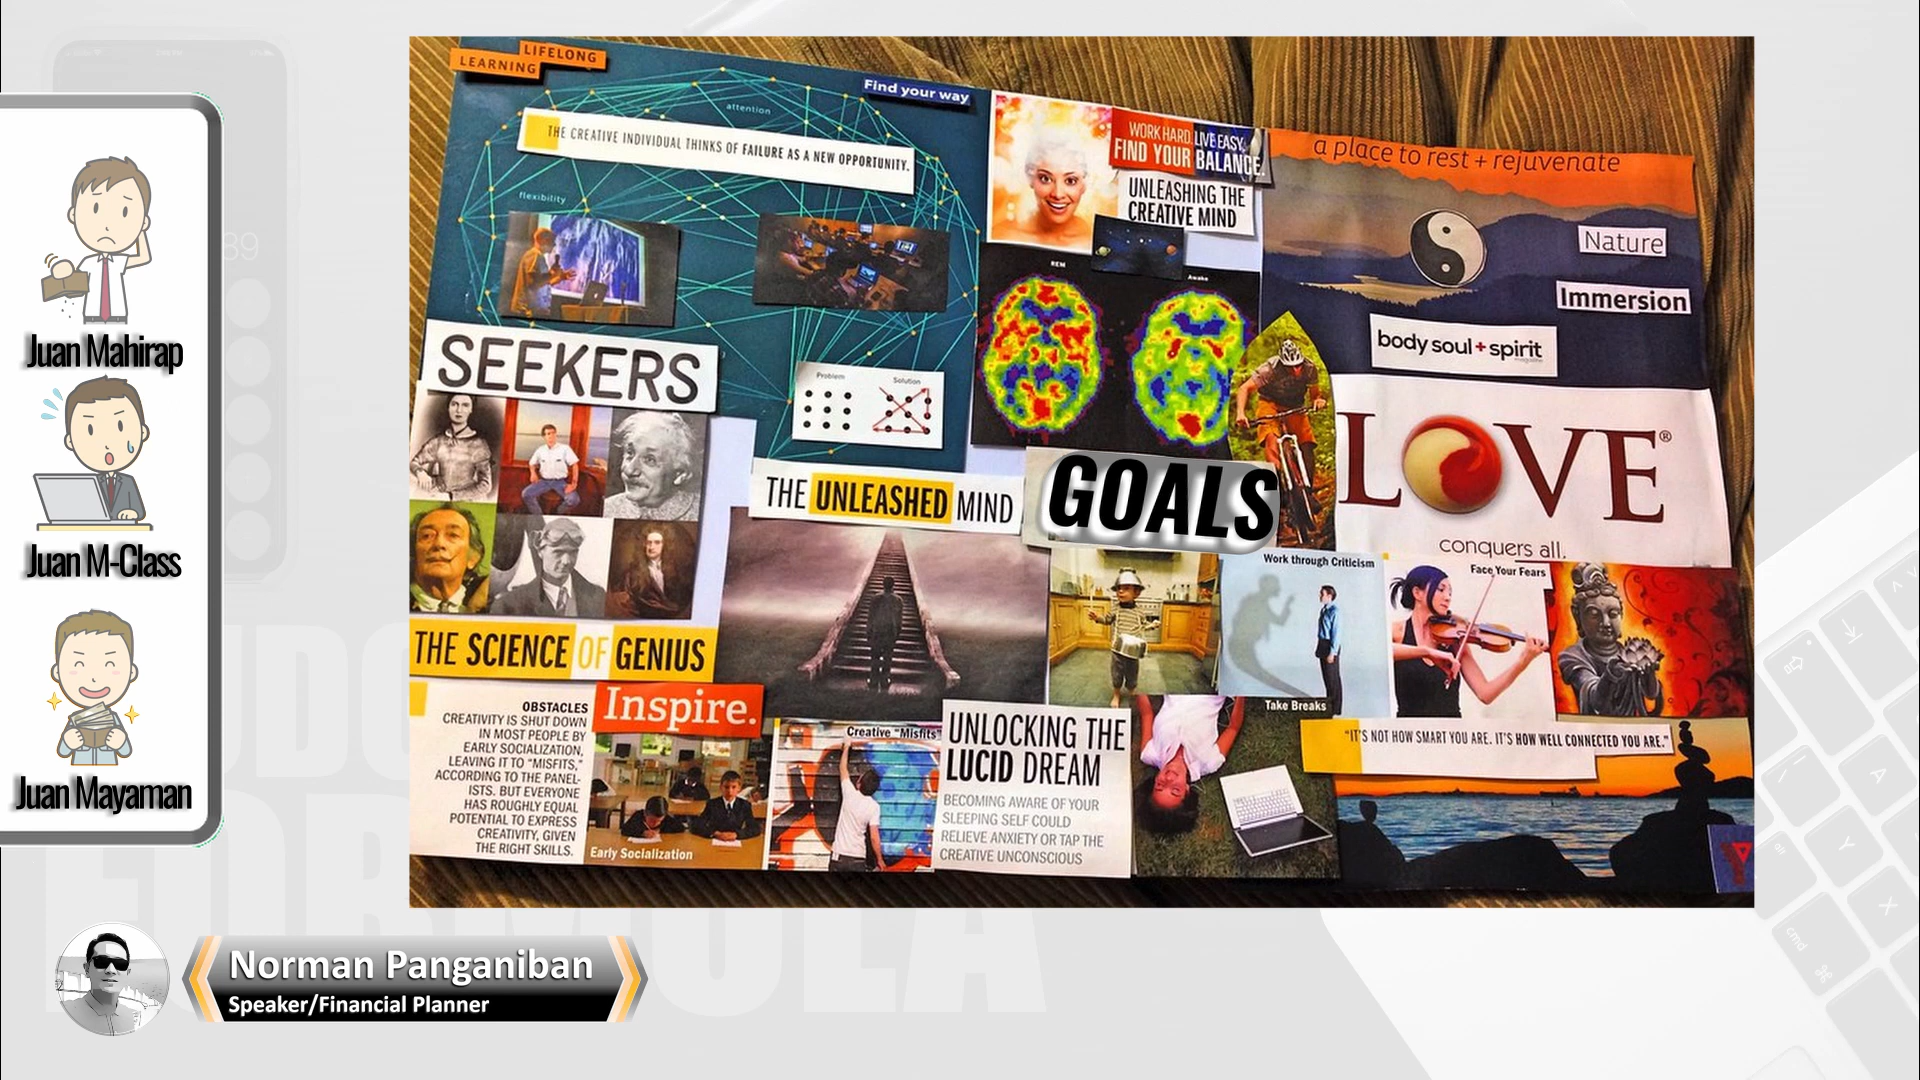 Juan Mahirap
Juan M-Class
Juan Mayaman
LIFELONG
LEARNING
Find your way
attention
THE CREATIVE INDIVIDUAL THINKS OF FAILURE AS A NEW OPPORTUNITY.
flexibility
SEEKERS
Problem
Solution
THE UNLEASHED MIND
THE SCIENCE OF GENIUS
OBSTACLES
CREATIVITY IS SHUT DOWN
IN MOST PEOPLE BY
EARLY SOCIALIZATION,
LEAVING IT TO "MISFITS,"
ACCORDING TO THE PANEL-
ISTS. BUT EVERYONE
HAS ROUGHLY EQUAL
POTENTIAL TO EXPRESS
CREATIVITY, GIVEN
THE RIGHT SKILLS.
Inspire.
Early Socialization
Creative "Misfits"
UNLOCKING THE
LUCID DREAM
BECOMING AWARE OF YOUR
SLEEPING SELF COULD
RELIEVE ANXIETY OR TAP THE
CREATIVE UNCONSCIOUS
WORK HARD. LIVE EASY.
FIND YOUR BALANCE.
UNLEASHING THE
CREATIVE MIND
REM
Awake
GOALS
a place to rest + rejuvenate
Nature
Immersion
body soul + spirit
magazine
LOVE®
conquers all.
Work through Criticism
Face Your Fears
Take Breaks
"IT'S NOT HOW SMART YOU ARE. IT'S HOW WELL CONNECTED YOU ARE."
Norman Panganiban
Speaker/Financial Planner
FORMULA